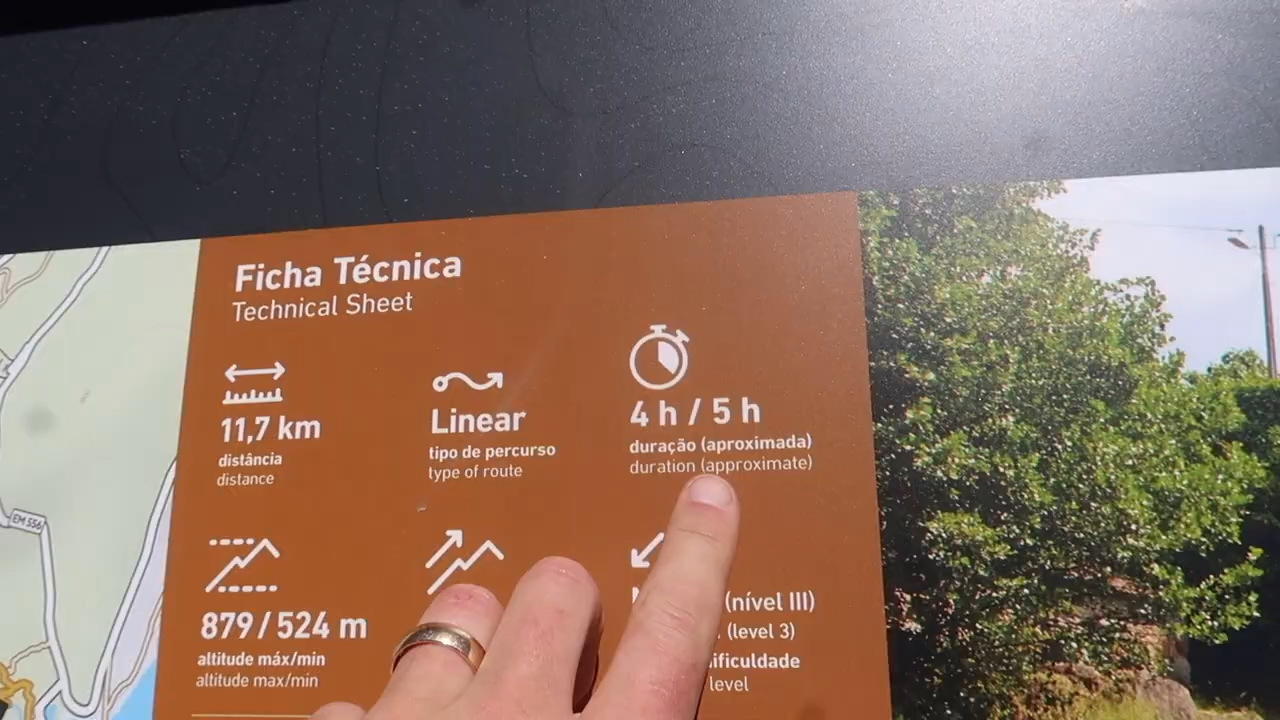 Ficha Técnica
Technical Sheet
11,7 km
distância
distance
Linear
tipo de percurso
type of route
4 h / 5 h
duração (aproximada)
duration (approximate)
879/524 m
altitude máx/min
altitude max/min
(nível III)
(level 3)
level
EM 556